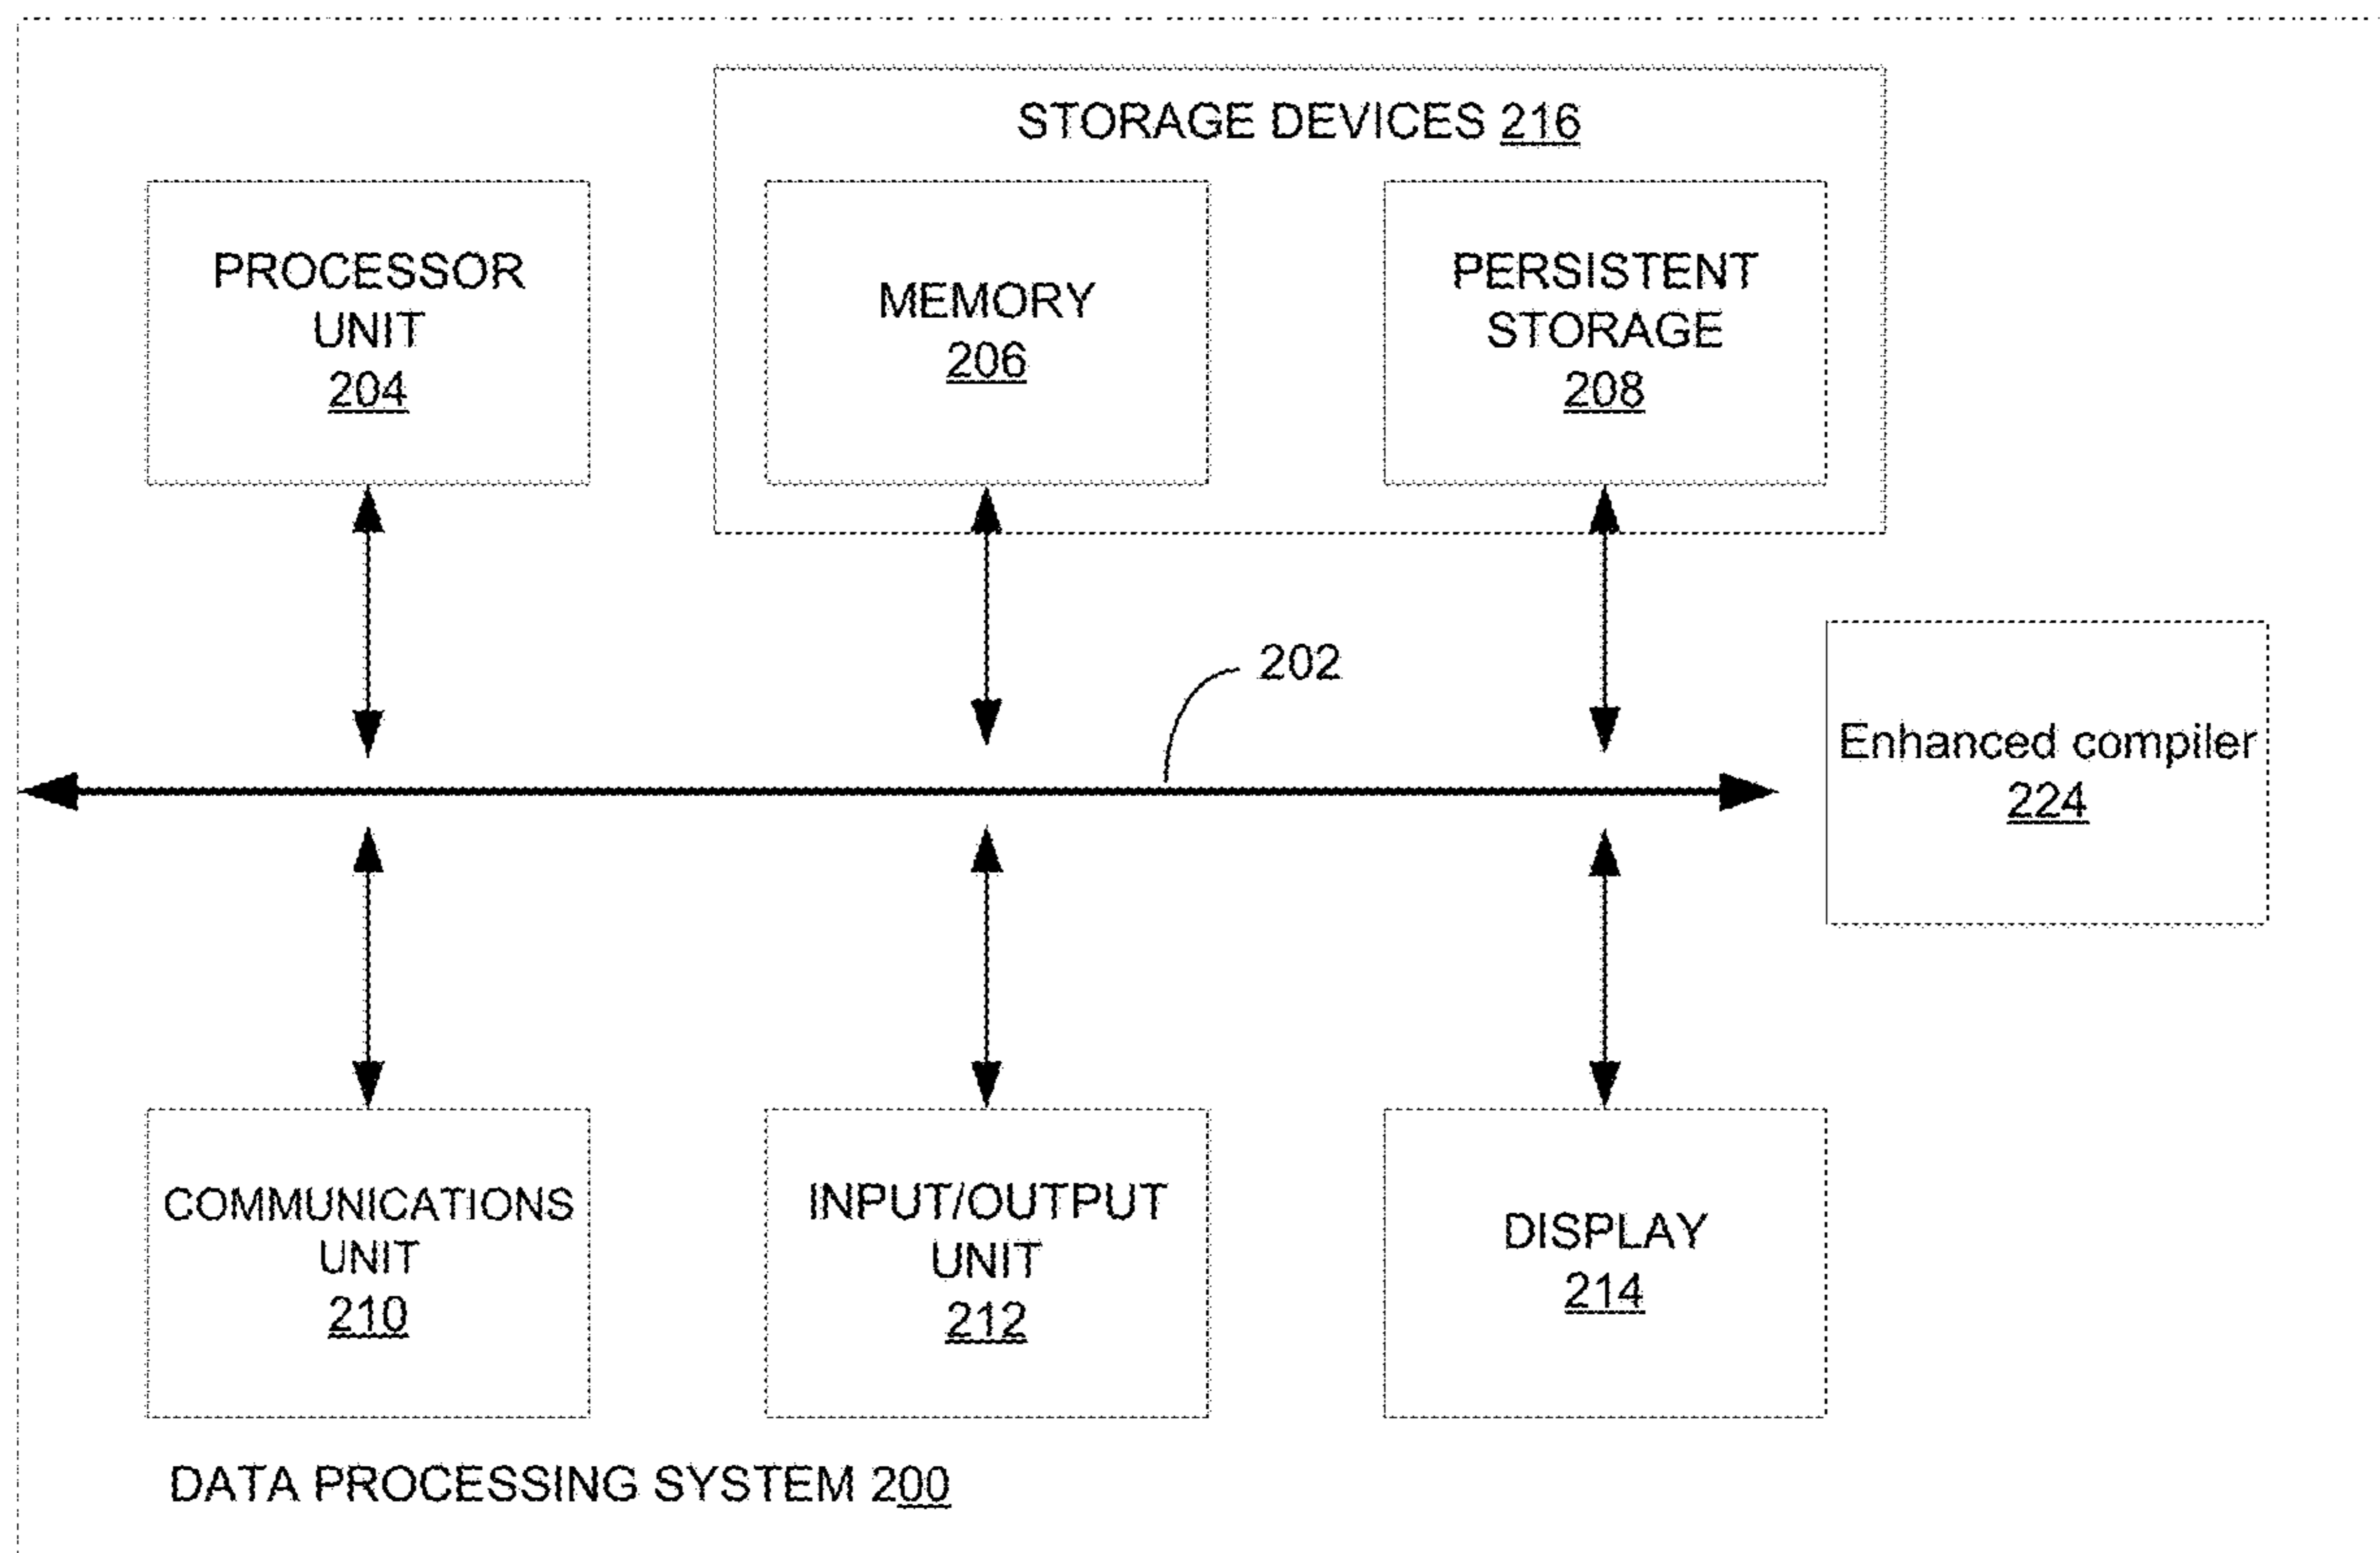 STORAGE DEVICES 216
PROCESSOR
UNIT
204
MEMORY
206
PERSISTENT
STORAGE
208
202
Enhanced compiler
224
COMMUNICATIONS
UNIT
210
INPUT/OUTPUT
UNIT
212
DISPLAY
214
DATA PROCESSING SYSTEM 200